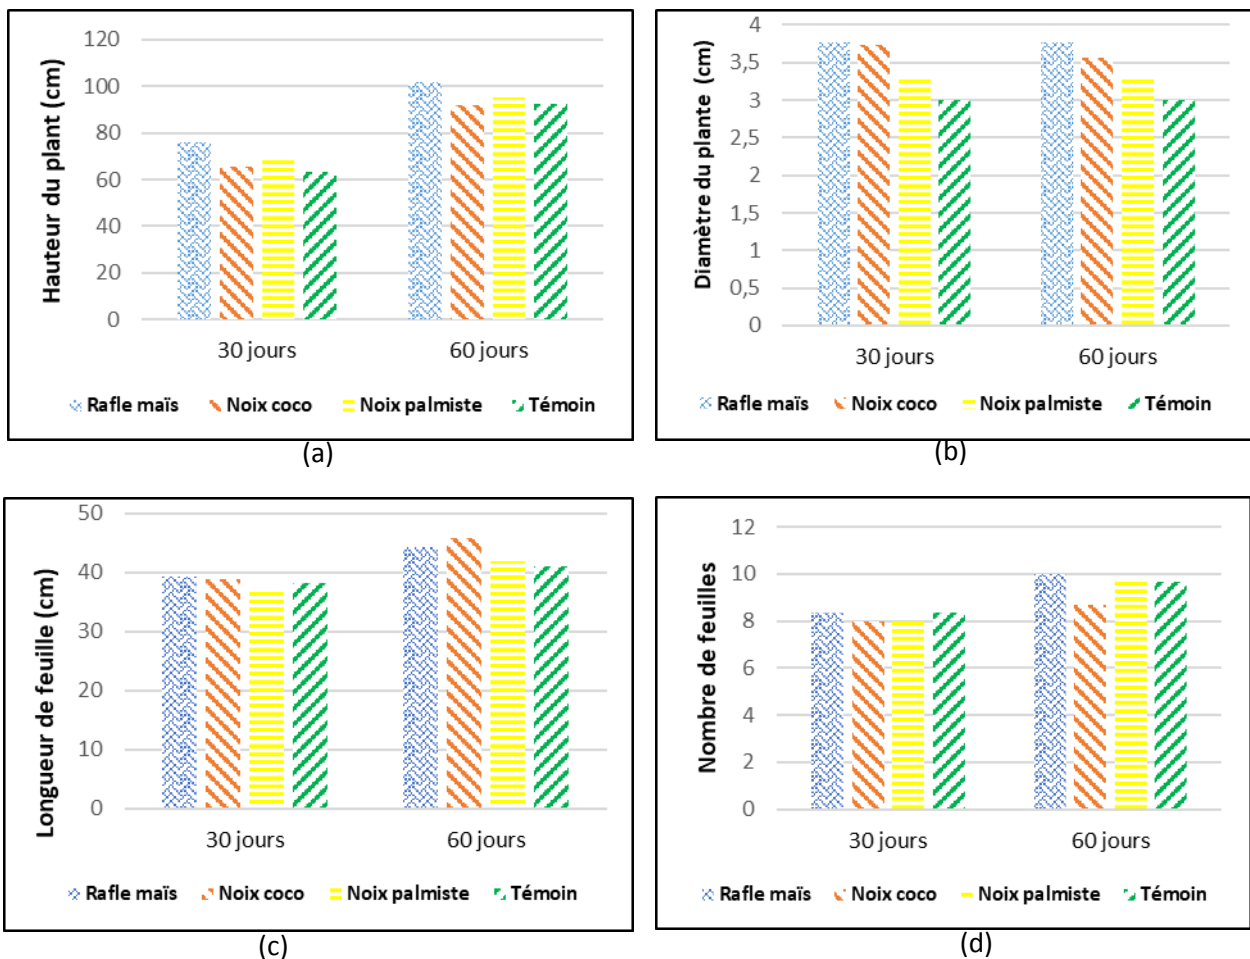 Hauteur du plant (cm)
120
100
80
60
40
20
0
30 jours 60 jours
Rafle maïs Noix coco Noix palmiste Témoin
(a)
Diamètre du plante (cm)
4
3,5
3
2,5
2
1,5
1
0,5
0
30 jours 60 jours
Rafle maïs Noix coco Noix palmiste Témoin
(b)
Longueur de feuille (cm)
50
40
30
20
10
0
30 jours 60 jours
Rafle maïs Noix coco Noix palmiste Témoin
(c)
Nombre de feuilles
12
10
8
6
4
2
0
30 jours 60 jours
Rafle maïs Noix coco Noix palmiste Témoin
(d)